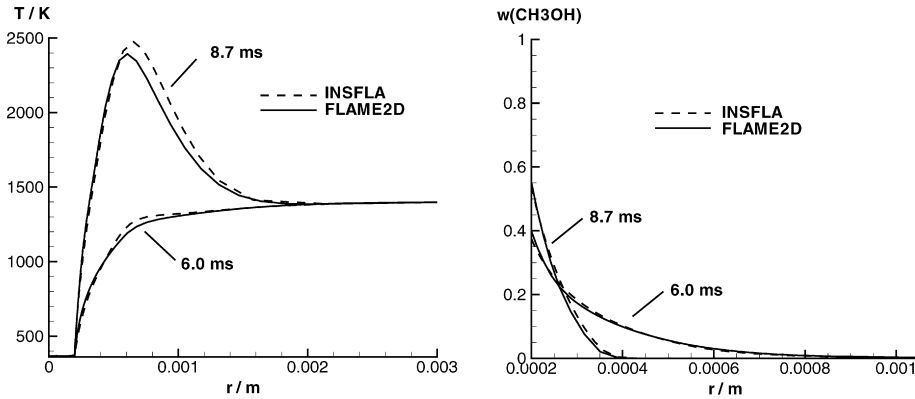 T / K
2500
2000
1500
1000
500
0
0.001
0.002
0.003
r / m
8.7 ms
INSFLA
FLAME2D
6.0 ms
w(CH3OH)
1
0.8
0.6
0.4
0.2
0
0.0002
0.0004
0.0006
0.0008
0.001
r / m
INSFLA
FLAME2D
8.7 ms
6.0 ms